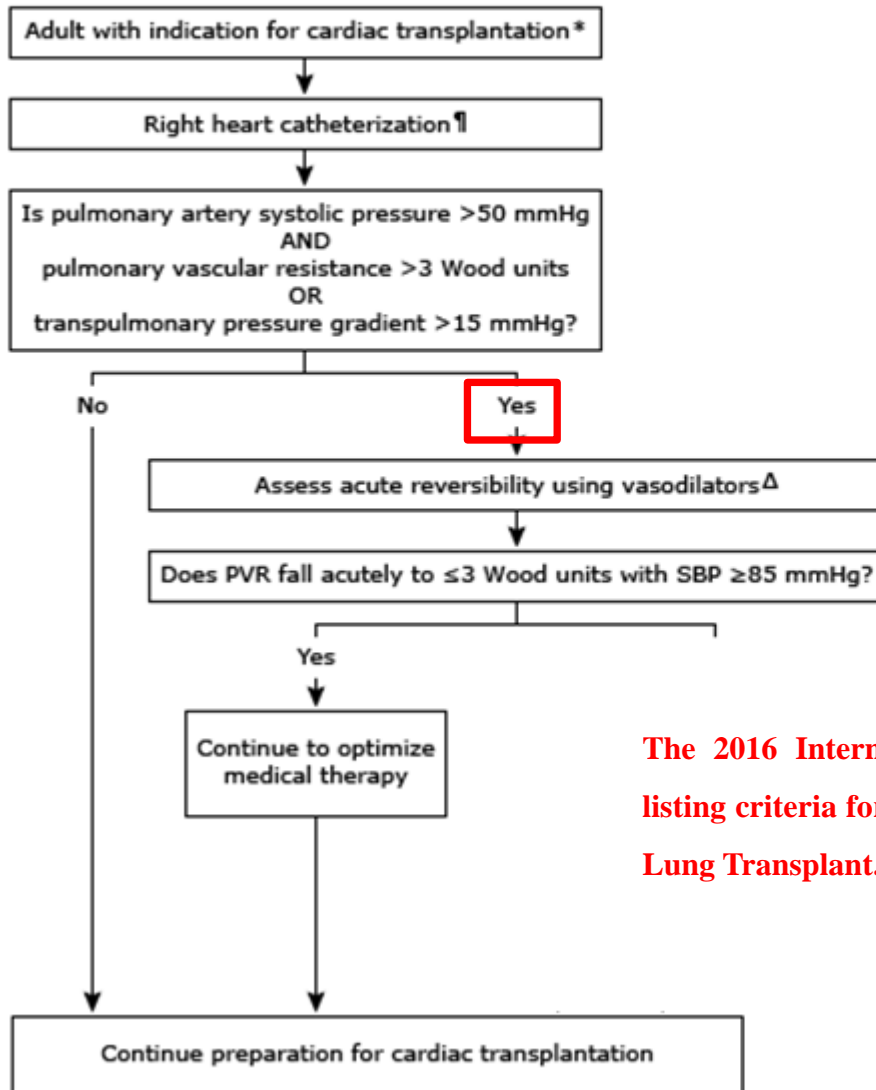 Adult with indication for cardiac transplantation*
Right heart catheterization¶
Is pulmonary artery systolic pressure >50 mmHg
AND
pulmonary vascular resistance >3 Wood units
OR
transpulmonary pressure gradient >15 mmHg?
No
Yes
Assess acute reversibility using vasodilatorsΔ
Does PVR fall acutely to ≤3 Wood units with SBP ≥85 mmHg?
Yes
Continue to optimize
medical therapy
The 2016 Intern
listing criteria for
Lung Transplant.
Continue preparation for cardiac transplantation